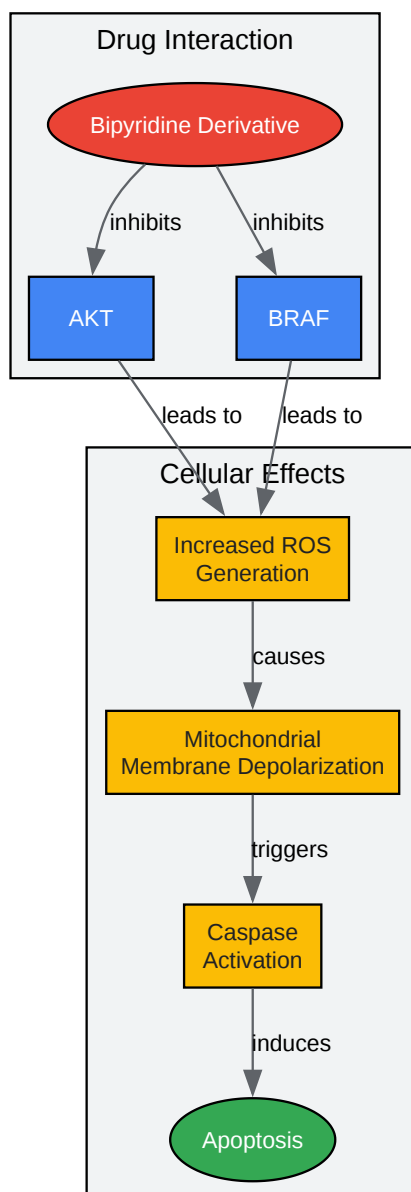 Drug Interaction
Bipyridine Derivative
inhibits
inhibits
AKT
BRAF
leads to
leads to
Cellular Effects
Increased ROS
Generation
causes
Mitochondrial
Membrane Depolarization
triggers
Caspase
Activation
induces
Apoptosis